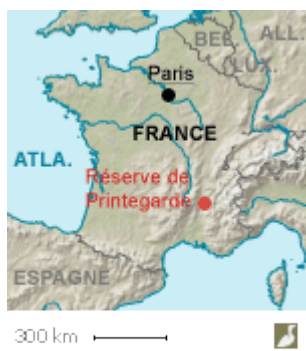 BEL.
ALL.
LUX.
Paris
FRANCE
ATLA.
Réserve de
Printegarde
ESPAGNE
300 km